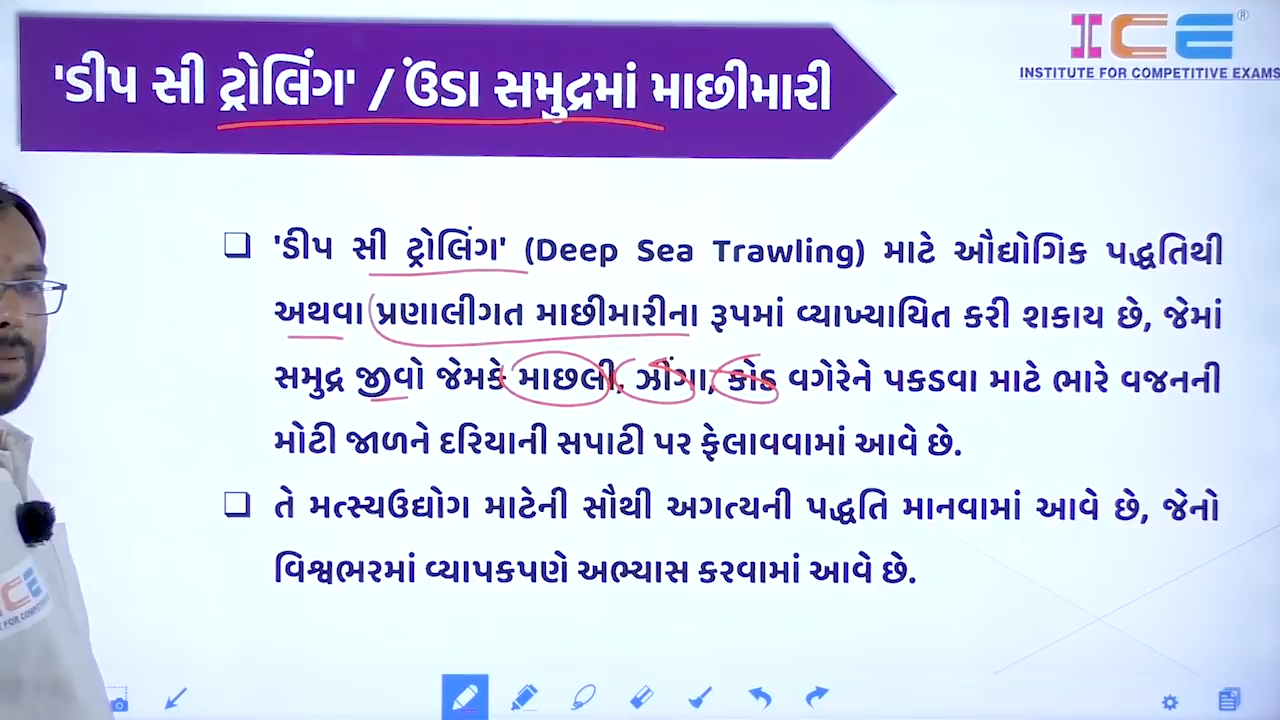 'ડીપ સી ટ્રોલિંગ' / ઉંડા સમુદ્રમાં માછીમારી
ICE®
INSTITUTE FOR COMPETITIVE EXAMS
❑ 'ડીપ સી ટ્રોલિંગ' (Deep Sea Trawling) માટે ઔદ્યોગિક પદ્ધતિથી
અથવા પ્રણાલીગત માછીમારીના રૂપમાં વ્યાખ્યાયિત કરી શકાય છે, જેમાં
સમુદ્ર જીવો જેમકે માછલી, ઝીંગા, કોડ વગેરેને પકડવા માટે ભારે વજનની
મોટી જાળને દરિયાની સપાટી પર ફેલાવવામાં આવે છે.
❑ તે મત્સ્યઉદ્યોગ માટેની સૌથી અગત્યની પદ્ધતિ માનવામાં આવે છે, જેનો
વિશ્વભરમાં વ્યાપકપણે અભ્યાસ કરવામાં આવે છે.